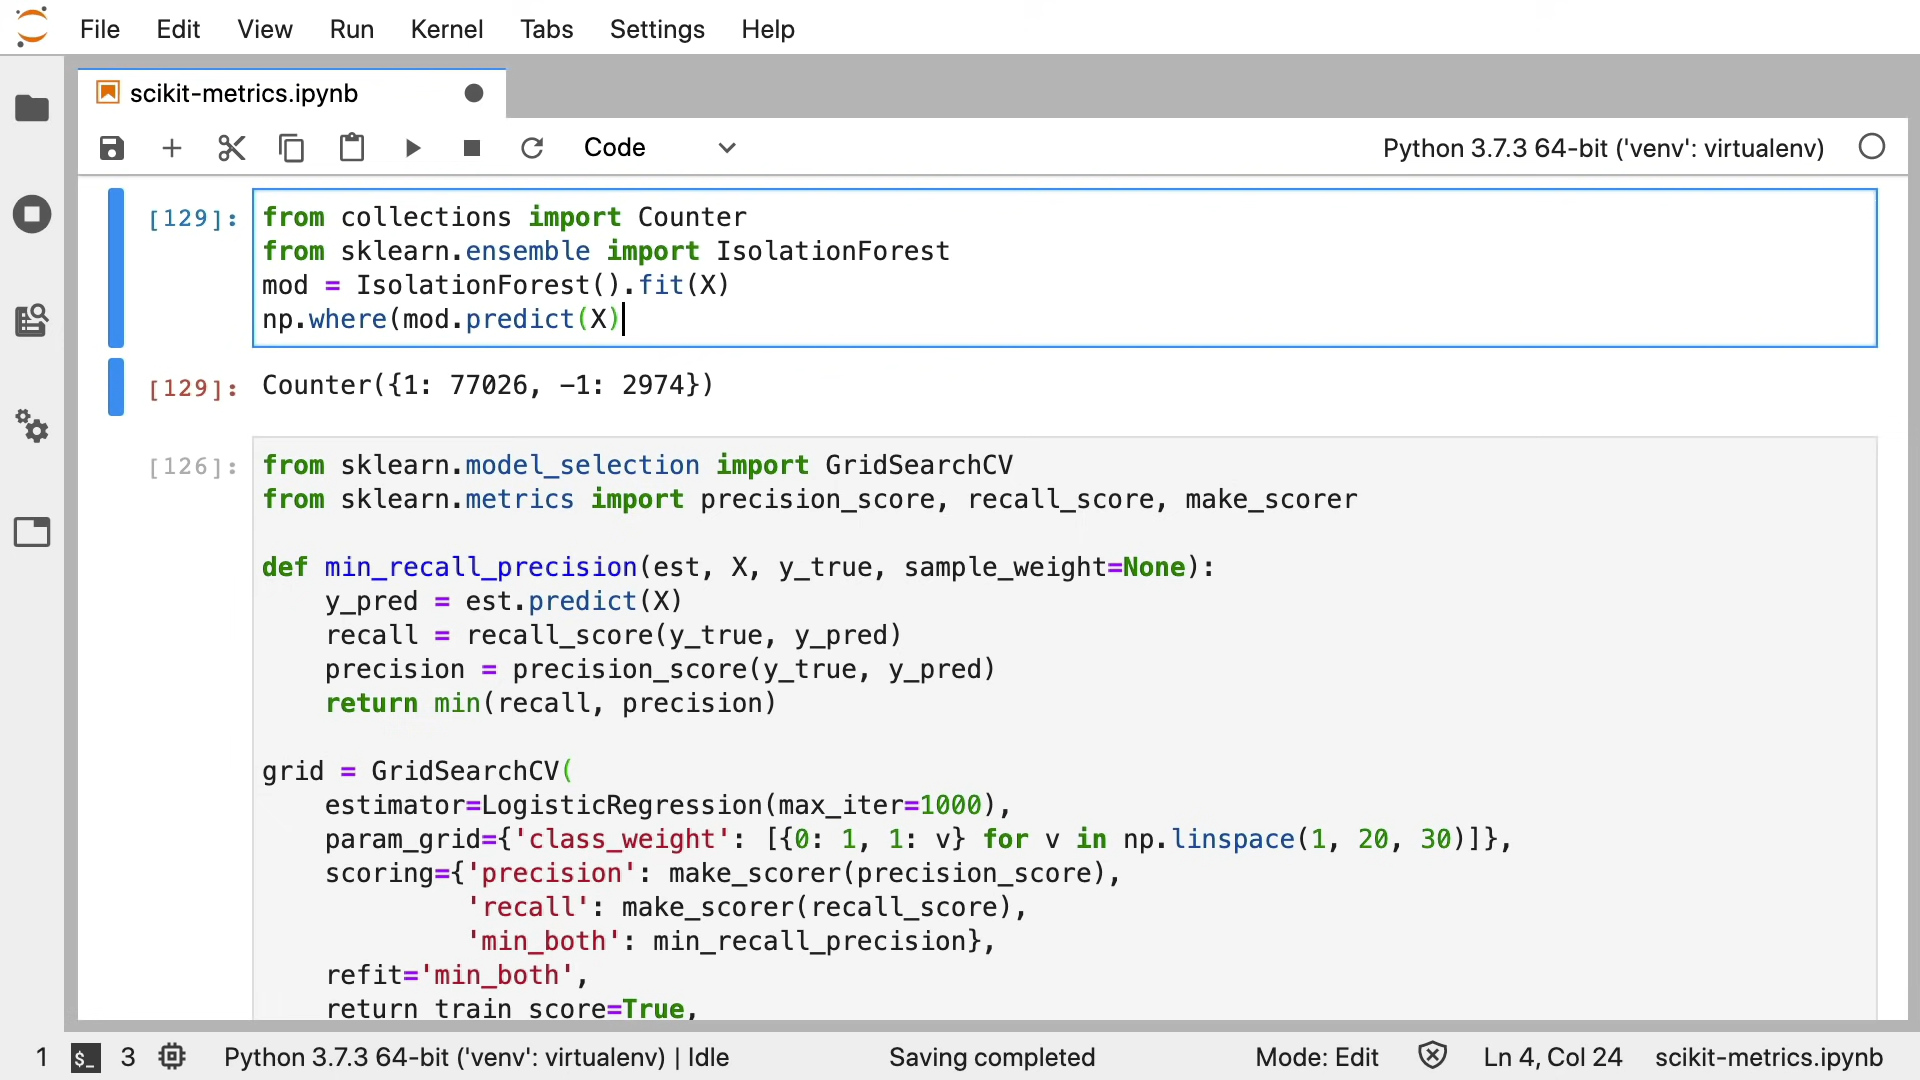 File Edit View Run Kernel Tabs Settings Help
scikit-metrics.ipynb
Code Python 3.7.3 64-bit ('venv': virtualenv)
[129]: from collections import Counter
from sklearn.ensemble import IsolationForest
mod = IsolationForest().fit(X)
np.where(mod.predict(X)
[129]: Counter({1: 77026, -1: 2974})
[126]: from sklearn.model_selection import GridSearchCV
from sklearn.metrics import precision_score, recall_score, make_scorer
def min_recall_precision(est, X, y_true, sample_weight=None):
    y_pred = est.predict(X)
    recall = recall_score(y_true, y_pred)
    precision = precision_score(y_true, y_pred)
    return min(recall, precision)
grid = GridSearchCV(
    estimator=LogisticRegression(max_iter=1000),
    param_grid={'class_weight': [{0: 1, 1: v} for v in np.linspace(1, 20, 30)]},
    scoring={'precision': make_scorer(precision_score),
             'recall': make_scorer(recall_score),
             'min_both': min_recall_precision},
    refit='min_both',
    return_train_score=True,
1 $_ 3 Python 3.7.3 64-bit ('venv': virtualenv) | Idle Saving completed Mode: Edit Ln 4, Col 24 scikit-metrics.ipynb